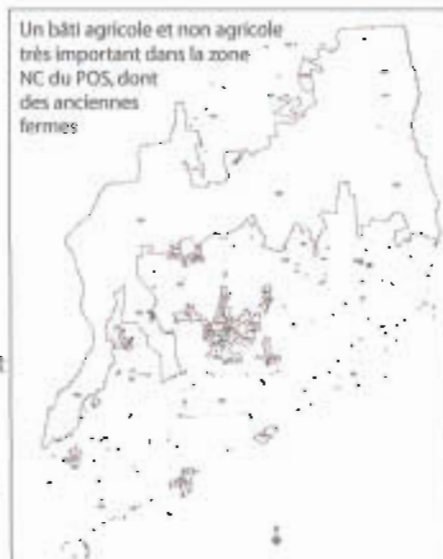 Un bâti agricole et non agricole
très important dans la zone
NC du POS, dont
des anciennes
fermes